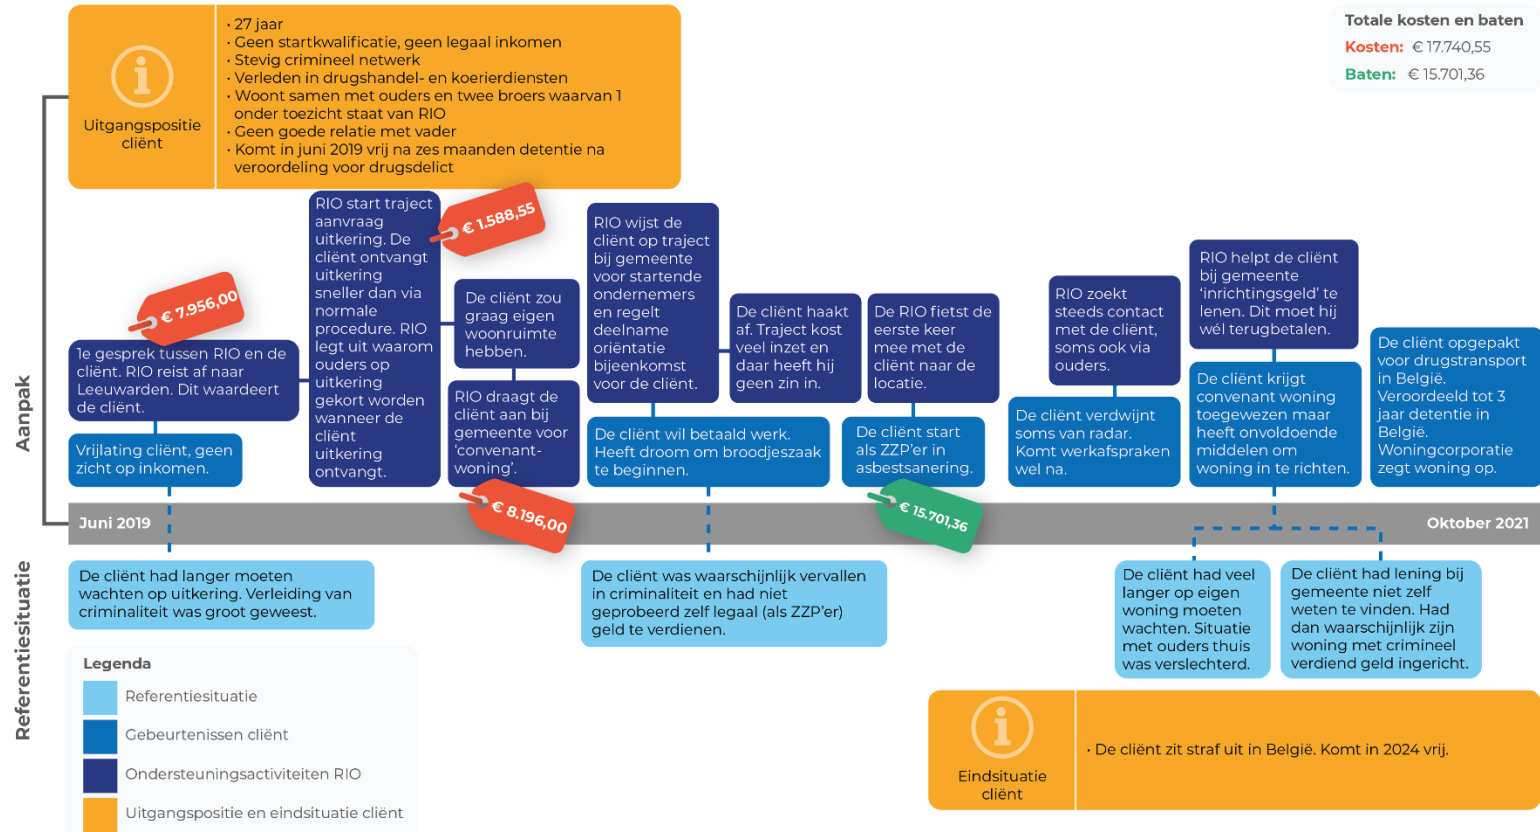 Totale kosten en baten
Kosten: € 17.740,55
Baten: € 15.701,36
Uitgangspositie
cliënt
• 27 jaar
• Geen startkwalificatie, geen legaal inkomen
• Stevig crimineel netwerk
• Verleden in drugshandel- en koerierdiensten
• Woont samen met ouders en twee broers waarvan 1
onder toezicht staat van RIO
• Geen goede relatie met vader
• Komt in juni 2019 vrij na zes maanden detentie na
veroordeling voor drugsdelict
Aanpak
€ 7.956,00
1e gesprek tussen RIO en de
cliënt. RIO reist af naar
Leeuwarden. Dit waardeert
de cliënt.
Vrijlating cliënt, geen
zicht op inkomen.
RIO start traject
aanvraag
uitkering. De
cliënt ontvangt
uitkering
sneller dan via
normale
procedure. RIO
legt uit waarom
ouders op
uitkering
gekort worden
wanneer de
cliënt
uitkering
ontvangt.
€ 1.588,55
De cliënt zou
graag eigen
woonruimte
hebben.
RIO draagt de
cliënt aan bij
gemeente voor
‘convenant-
woning’.
€ 8.196,00
RIO wijst de
cliënt op traject
bij gemeente
voor startende
ondernemers
en regelt
deelname
oriëntatie
bijeenkomst
voor de cliënt.
De cliënt wil betaald werk.
Heeft droom om broodjeszaak
te beginnen.
De cliënt haakt
af. Traject kost
veel inzet en
daar heeft hij
geen zin in.
De RIO fietst de
eerste keer
mee met de
cliënt naar de
locatie.
De cliënt start
als ZZP’er in
asbestsanering.
€ 15.701,36
RIO zoekt
steeds contact
met de cliënt,
soms ook via
ouders.
De cliënt verdwijnt
soms van radar.
Komt werkafspraken
wel na.
RIO helpt de cliënt
bij gemeente
‘inrichtingsgeld’ te
lenen. Dit moet hij
wél terugbetalen.
De cliënt krijgt
convenant woning
toegewezen maar
heeft onvoldoende
middelen om
woning in te richten.
De cliënt opgepakt
voor drugstransport
in België.
Veroordeeld tot 3
jaar detentie in
België.
Woningcorporatie
zegt woning op.
Juni 2019
Oktober 2021
Referentiesituatie
De cliënt had langer moeten
wachten op uitkering. Verleiding van
criminaliteit was groot geweest.
De cliënt was waarschijnlijk vervallen
in criminaliteit en had niet
geprobeerd zelf legaal (als ZZP’er)
geld te verdienen.
De cliënt had veel
langer op eigen
woning moeten
wachten. Situatie
met ouders thuis
was verslechterd.
De cliënt had lening bij
gemeente niet zelf
weten te vinden. Had
dan waarschijnlijk zijn
woning met crimineel
verdiend geld ingericht.
Legenda
Referentiesituatie
Gebeurtenissen cliënt
Ondersteuningsactiviteiten RIO
Uitgangspositie en eindsituatie cliënt
Eindsituatie
cliënt
• De cliënt zit straf uit in België. Komt in 2024 vrij.